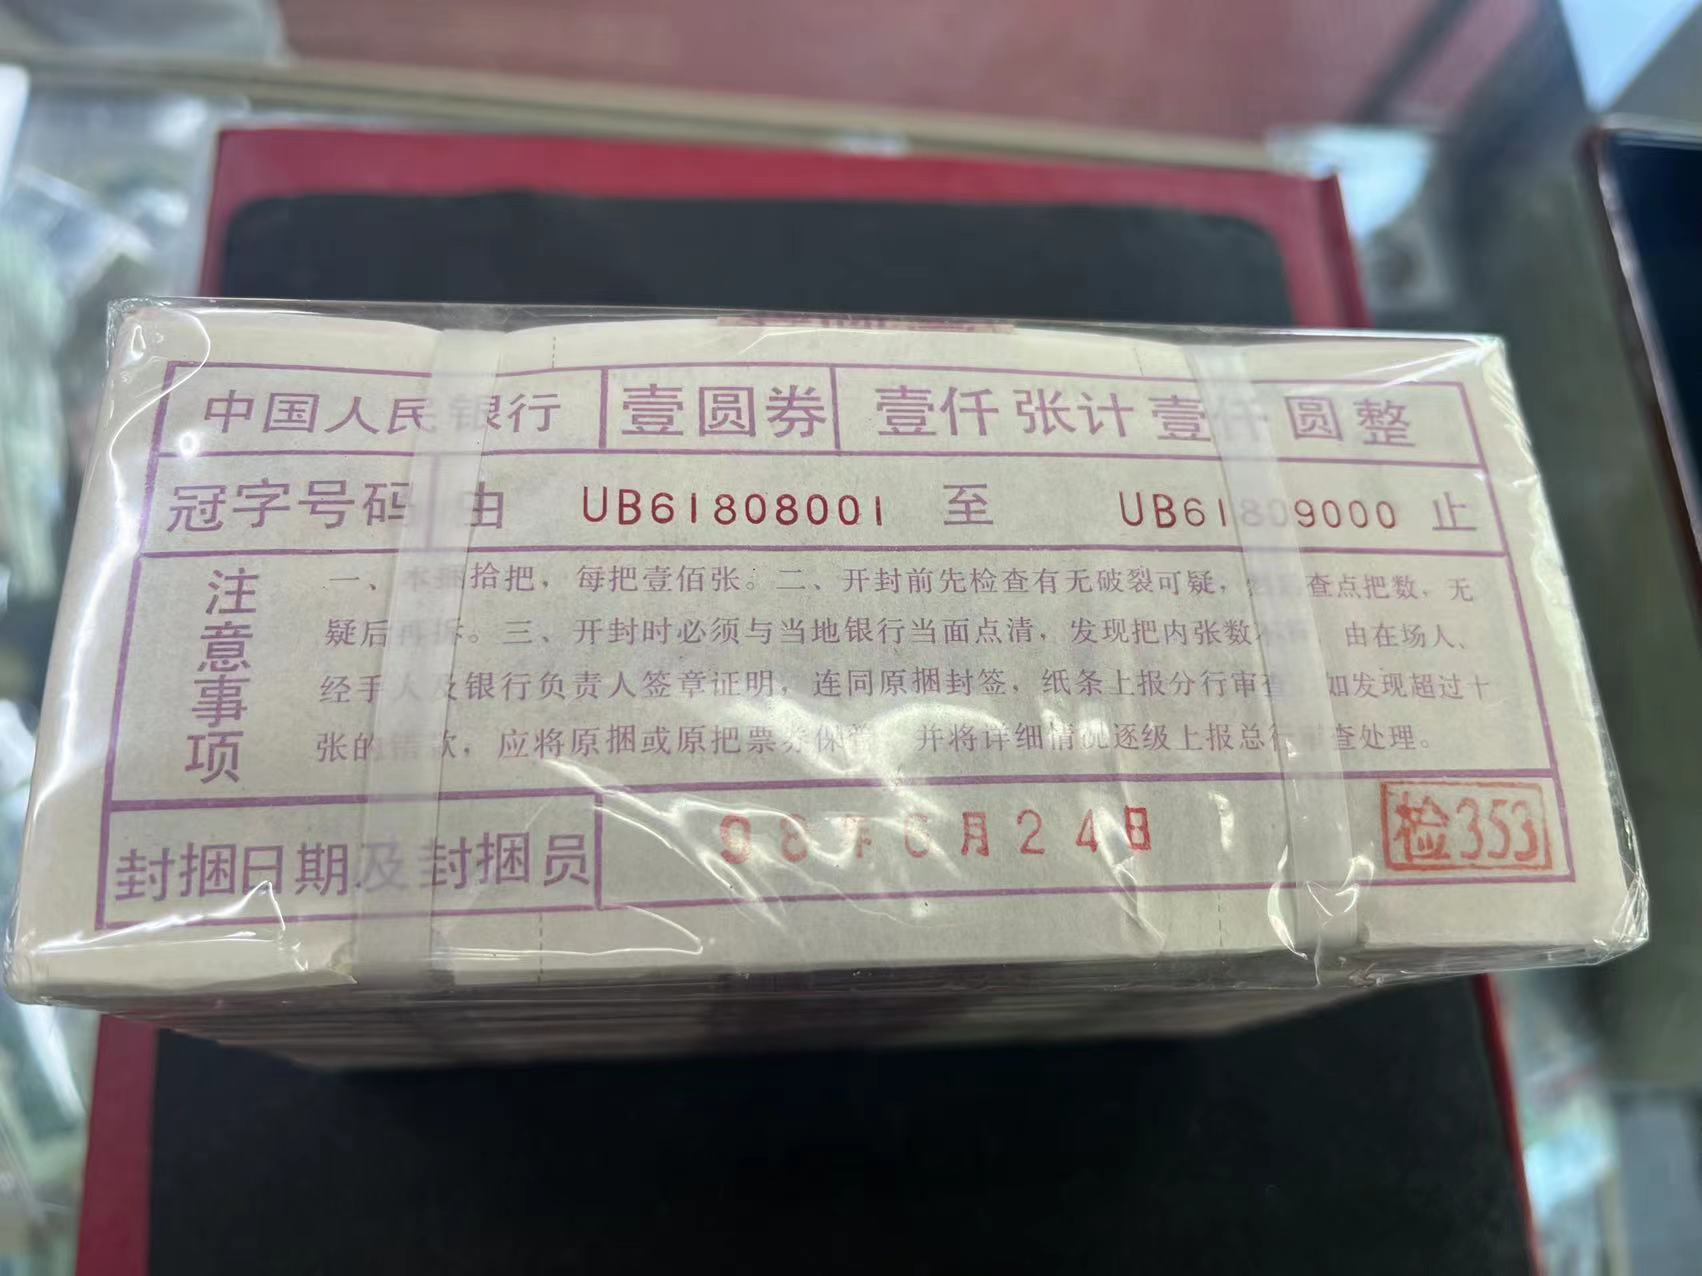 中国人民银行 壹圆券 壹仟张计壹仟圆整
冠字号码 由 UB61808001 至 UB61809000 止
注意事项
一、本捆拾把，每把壹佰张。二、开封前先检查有无破裂可疑，查点把数，无
疑后再拆。三、开封时必须与当地银行当面点清，发现把内张数不 由在场人、
经手人及银行负责人签章证明，连同原捆封签，纸条上报分行审查 如发现超过十
张的错款，应将原捆或原把票券保管 并将详细情况逐级上报总行审查处理。
封捆日期及封捆员 98年6月24日 检353